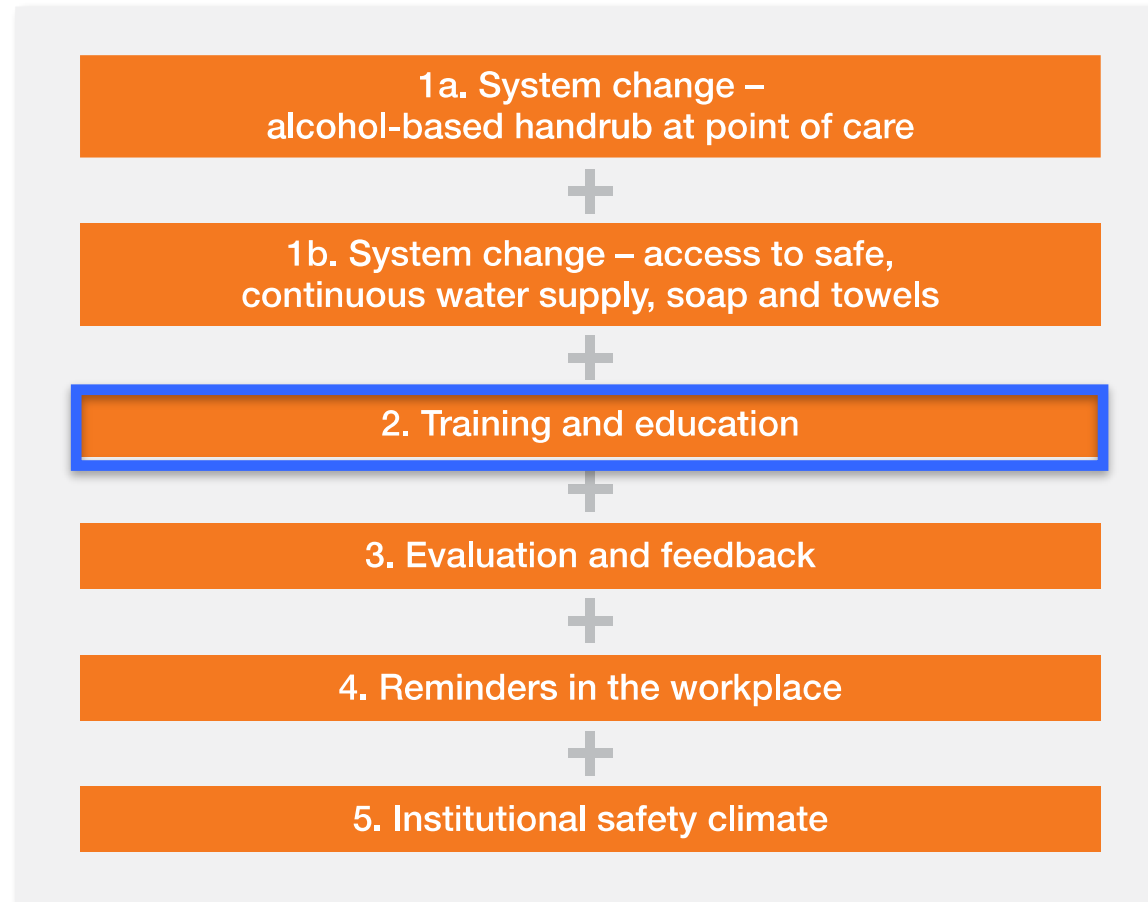 1a. System change –
alcohol-based handrub at point of care
+
1b. System change – access to safe,
continuous water supply, soap and towels
+
2. Training and education
+
3. Evaluation and feedback
+
4. Reminders in the workplace
+
5. Institutional safety climate